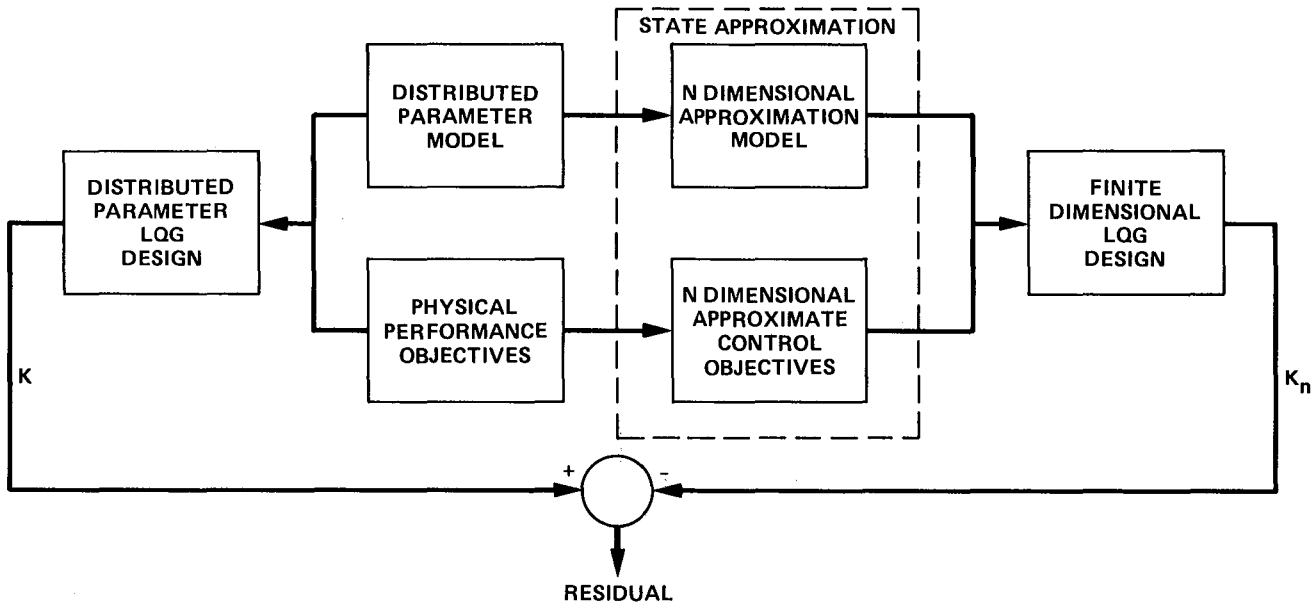 STATE APPROXIMATION
DISTRIBUTED
PARAMETER
MODEL
N DIMENSIONAL
APPROXIMATION
MODEL
DISTRIBUTED
PARAMETER
LQG
DESIGN
FINITE
DIMENSIONAL
LQG
DESIGN
PHYSICAL
PERFORMANCE
OBJECTIVES
N DIMENSIONAL
APPROXIMATE
CONTROL
OBJECTIVES
K
Kn
+
−
RESIDUAL